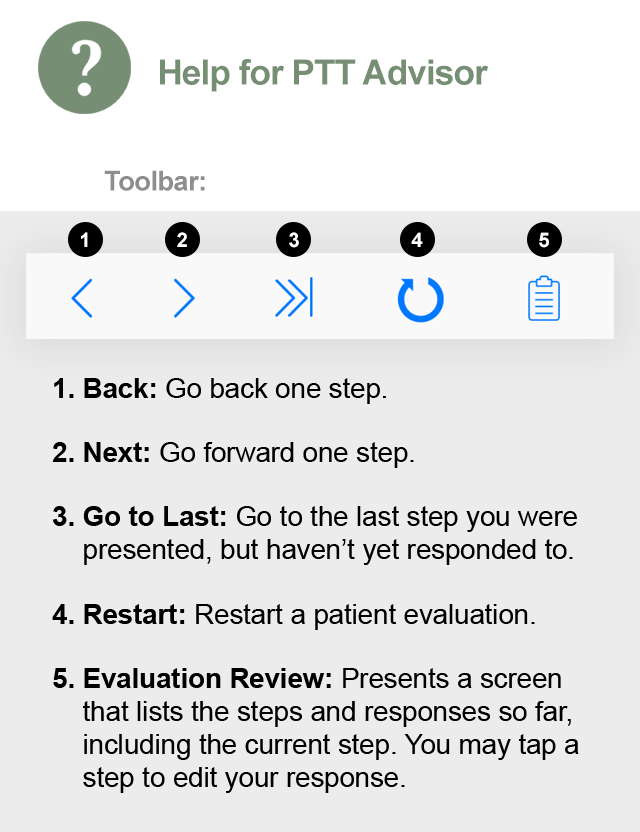 ?
Help for PTT Advisor
Toolbar:
1 2 3 4 5
1. Back: Go back one step.
2. Next: Go forward one step.
3. Go to Last: Go to the last step you were
presented, but haven’t yet responded to.
4. Restart: Restart a patient evaluation.
5. Evaluation Review: Presents a screen
that lists the steps and responses so far,
including the current step. You may tap a
step to edit your response.